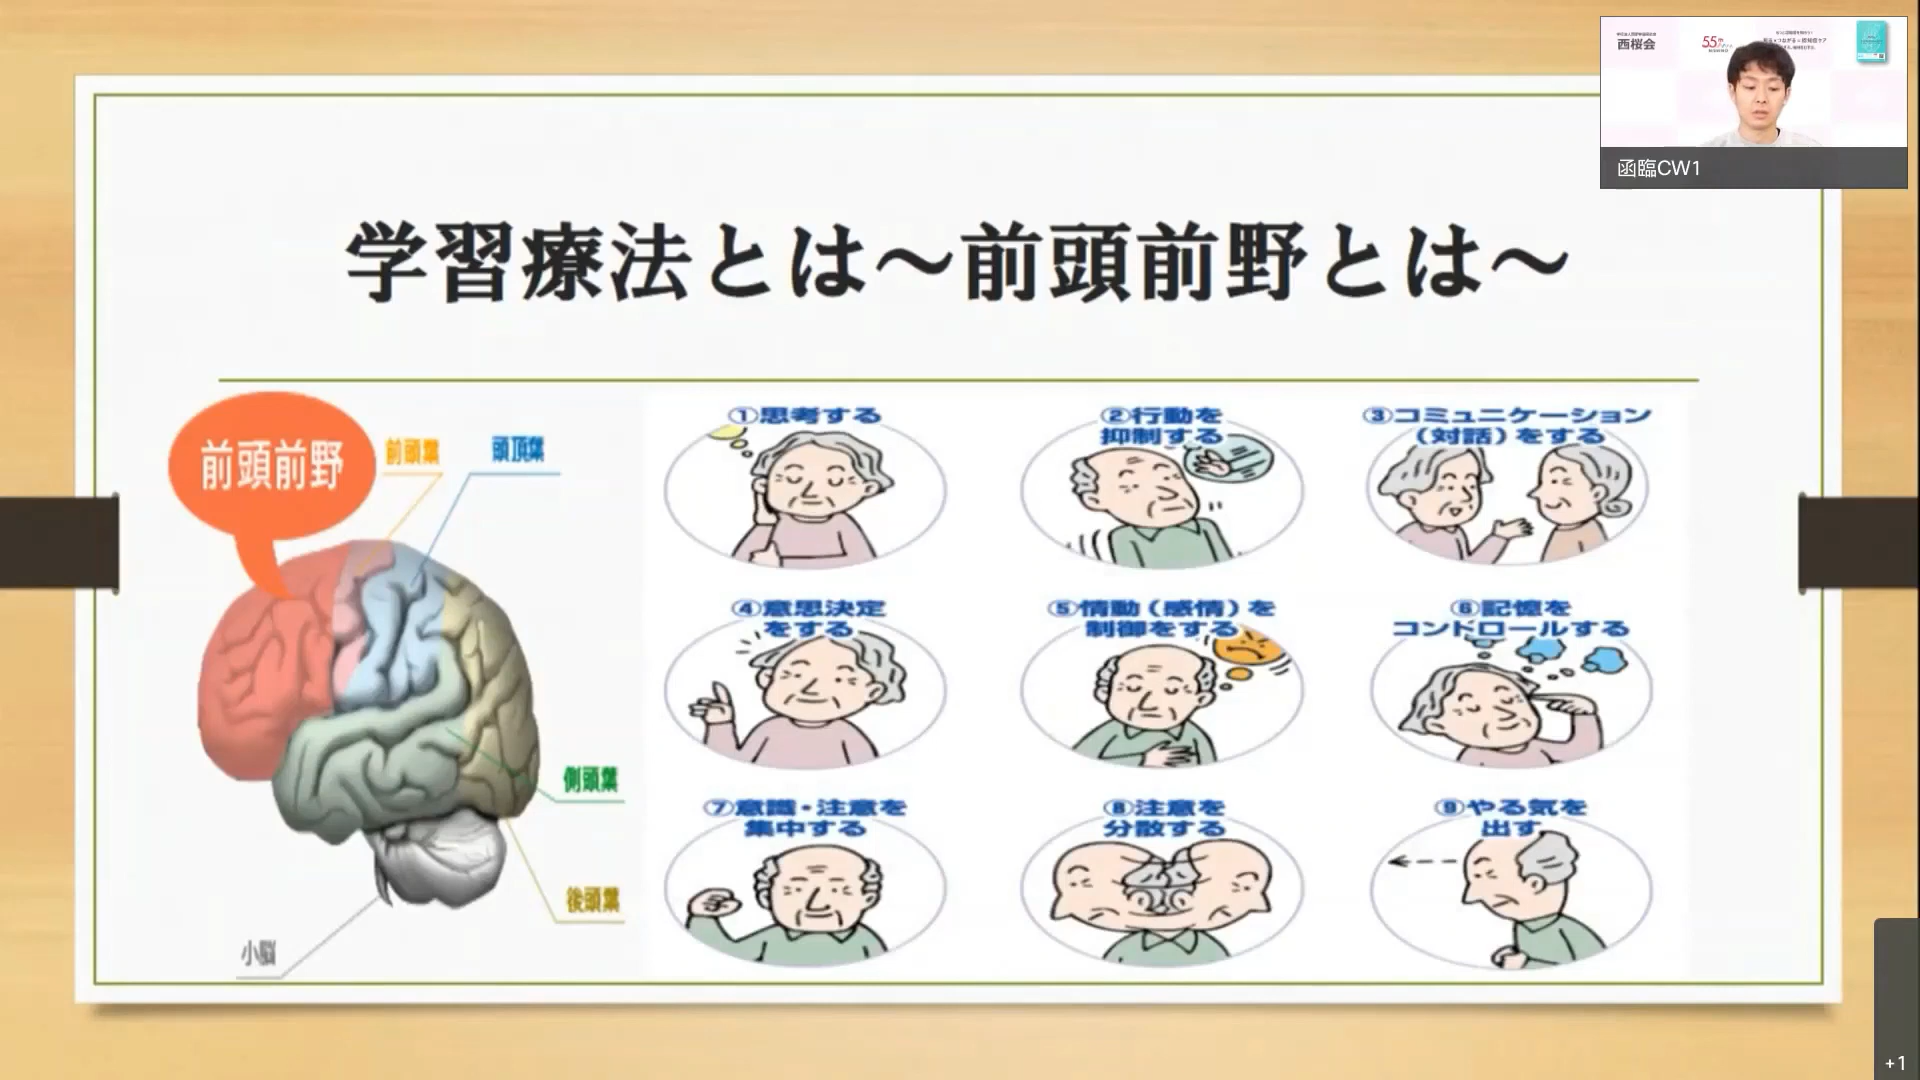 学習療法とは～前頭前野とは～
西桜会
函臨CW1
前頭前野
前頭葉
頭頂葉
側頭葉
後頭葉
小脳
①思考する
②行動を
抑制する
③コミュニケーション
（対話）をする
④意思決定
をする
⑤情動（感情）を
制御をする
⑥記憶を
コントロールする
⑦意識・注意を
集中する
⑧注意を
分散する
⑨やる気を
出す
+1